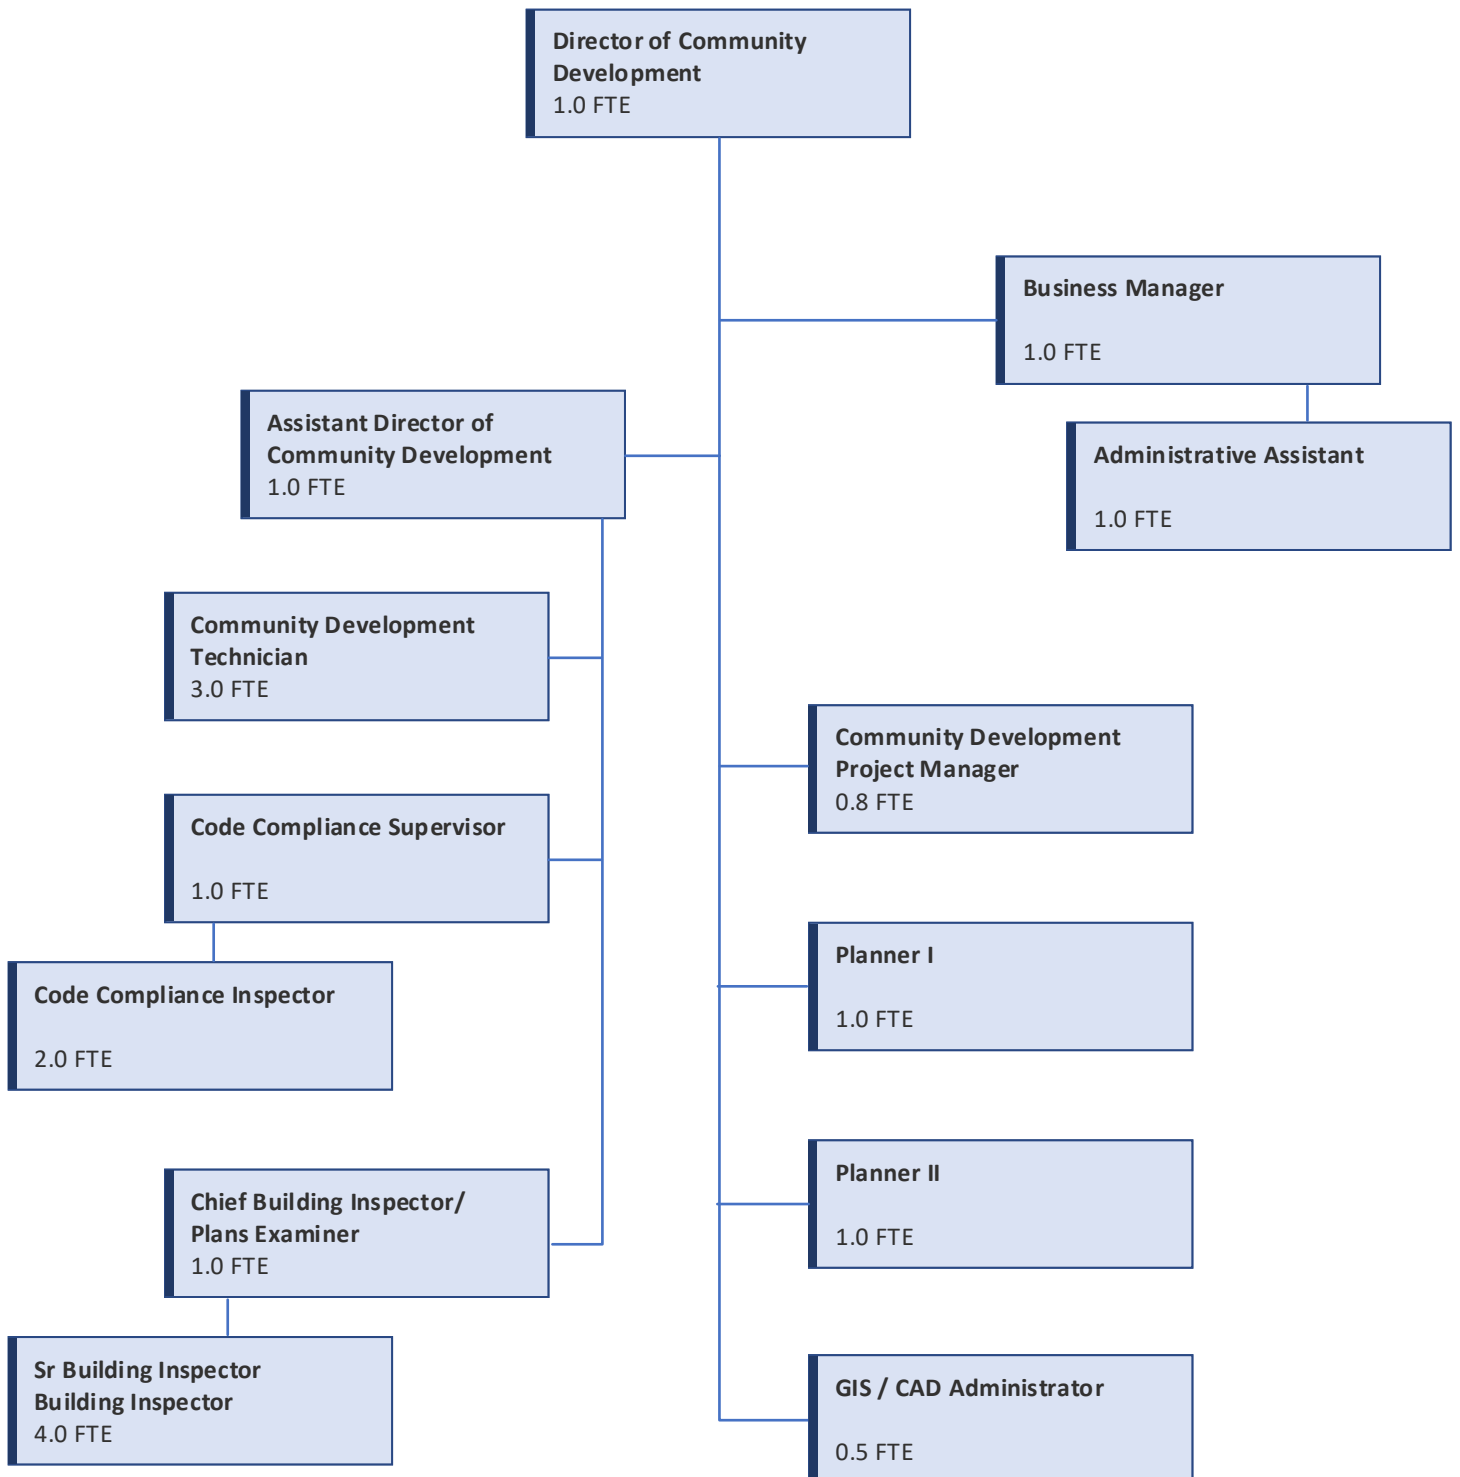 Director of Community
Development
1.0 FTE
Business Manager
1.0 FTE
Assistant Director of
Community Development
1.0 FTE
Administrative Assistant
1.0 FTE
Community Development
Technician
3.0 FTE
Community Development
Project Manager
0.8 FTE
Code Compliance Supervisor
1.0 FTE
Planner I
1.0 FTE
Code Compliance Inspector
2.0 FTE
Planner II
1.0 FTE
Chief Building Inspector/
Plans Examiner
1.0 FTE
Sr Building Inspector
Building Inspector
4.0 FTE
GIS / CAD Administrator
0.5 FTE